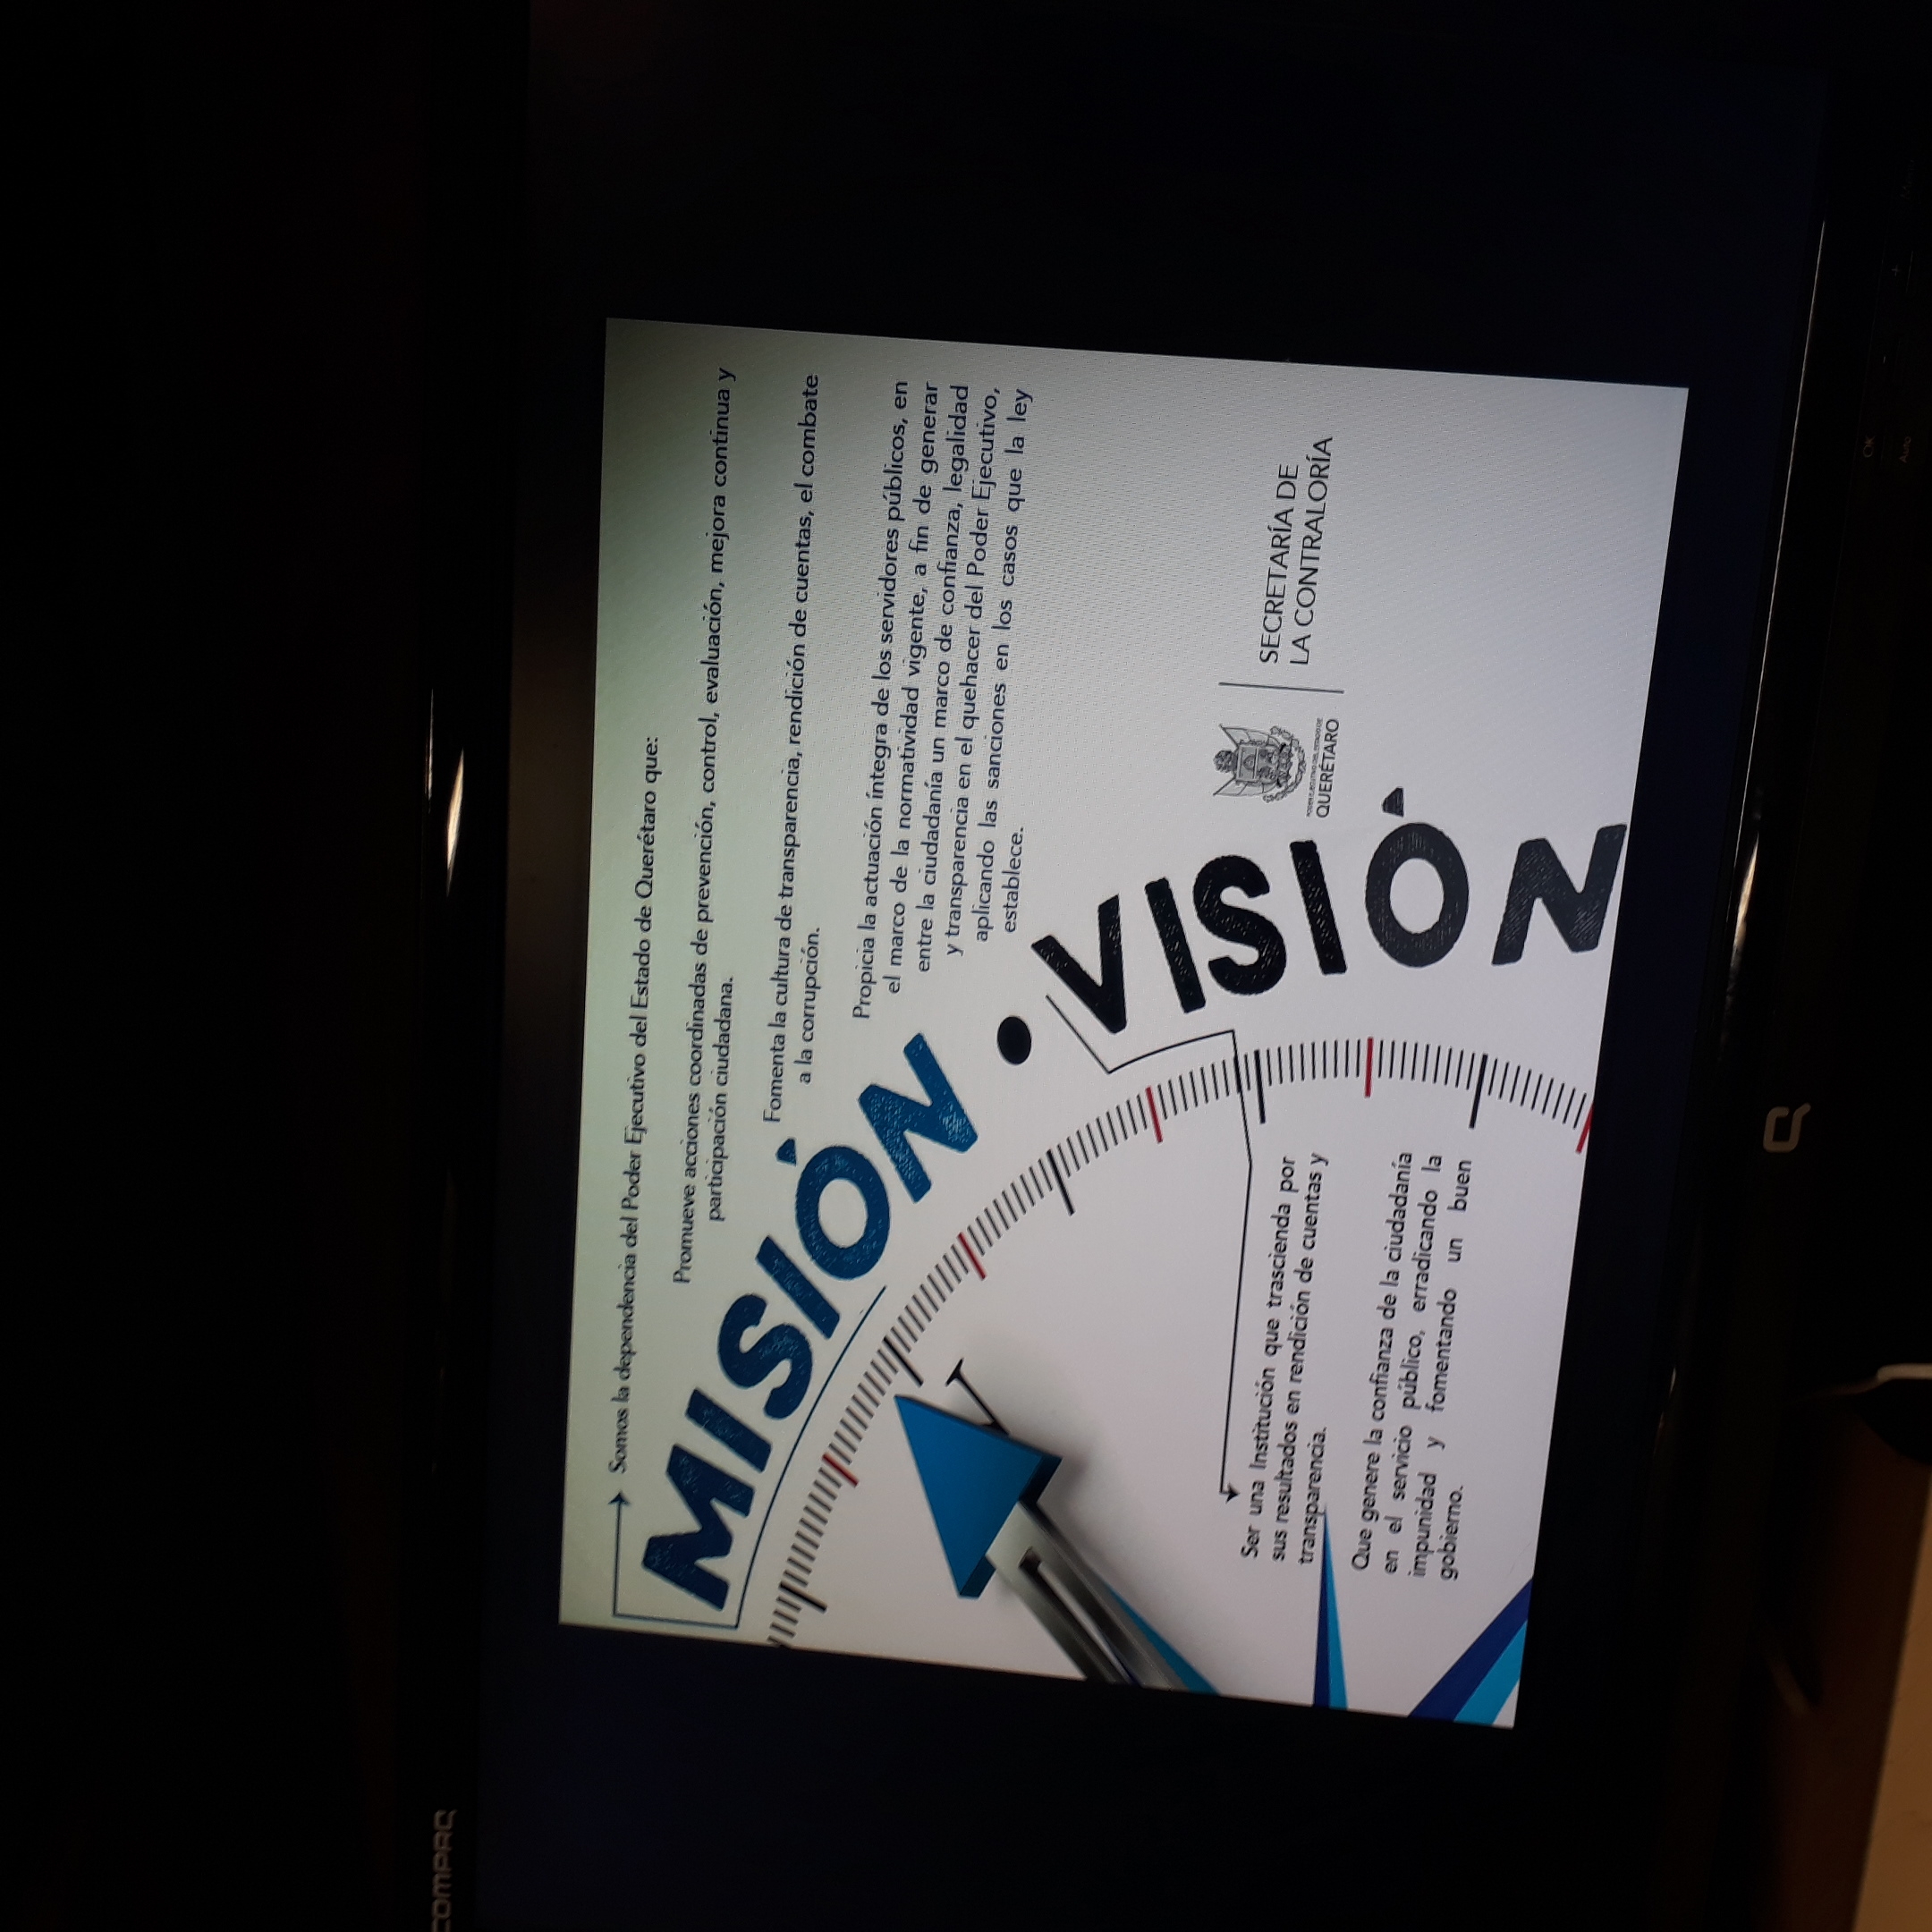 COMPAQ
Somos la dependencia del Poder Ejecutivo del Estado de Querétaro que:
Promueve acciones coordinadas de prevención, control, evaluación, mejora continua y
participación ciudadana.
Fomenta la cultura de transparencia, rendición de cuentas, el combate
a la corrupción.
Propicia la actuación íntegra de los servidores públicos, en
el marco de la normatividad vigente, a fin de generar
entre la ciudadanía un marco de confianza, legalidad
y transparencia en el quehacer del Poder Ejecutivo,
aplicando las sanciones en los casos que la ley
establece.
MISIÓN • VISIÓN
Ser una Institución que trascienda por
sus resultados en rendición de cuentas y
transparencia.
Que genere la confianza de la ciudadanía
en el servicio público, erradicando la
impunidad y fomentando un buen
gobierno.
QUERÉTARO
SECRETARÍA DE
LA CONTRALORÍA
OK
Auto